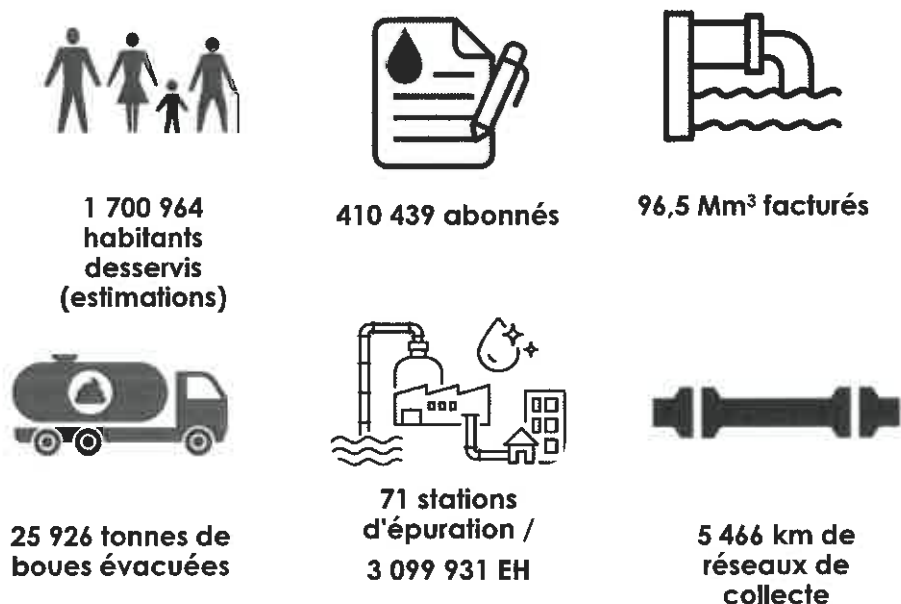 1 700 964
habitants
desservis
(estimations)
410 439 abonnés
96,5 Mm³ facturés
25 926 tonnes de
boues évacuées
71 stations
d'épuration /
3 099 931 EH
5 466 km de
réseaux de
collecte